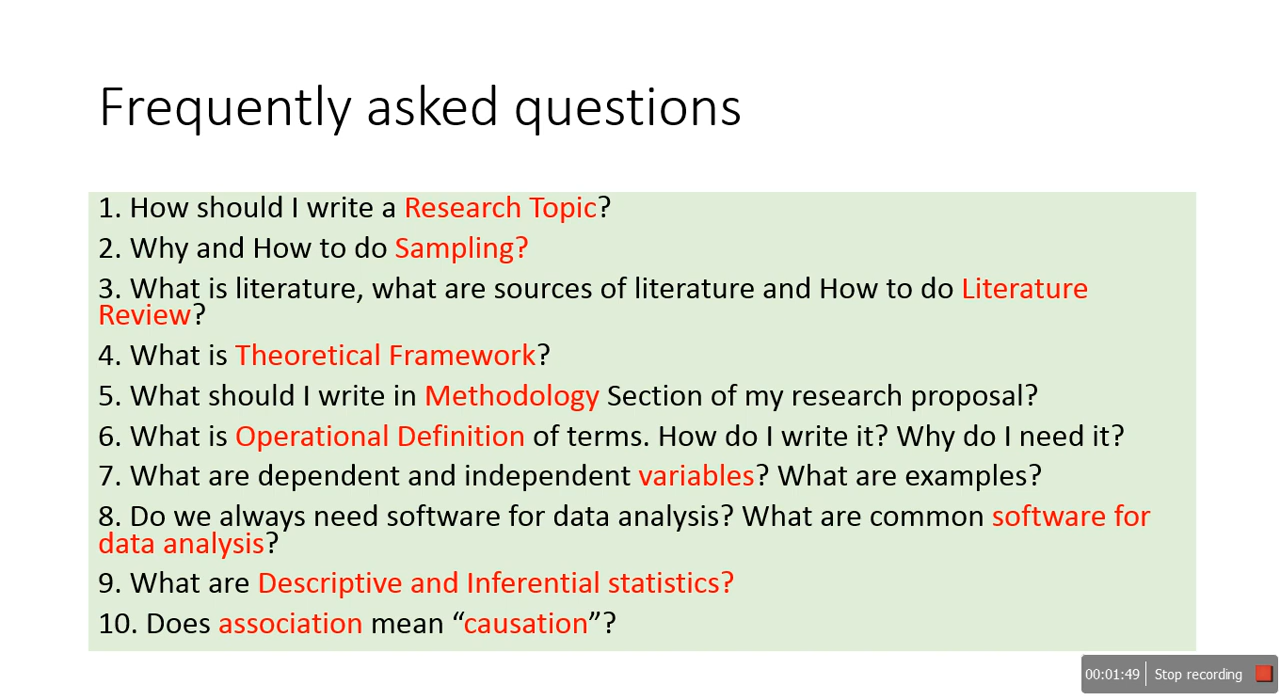 Frequently asked questions
1. How should I write a Research Topic?
2. Why and How to do Sampling?
3. What is literature, what are sources of literature and How to do Literature
Review?
4. What is Theoretical Framework?
5. What should I write in Methodology Section of my research proposal?
6. What is Operational Definition of terms. How do I write it? Why do I need it?
7. What are dependent and independent variables? What are examples?
8. Do we always need software for data analysis? What are common software for
data analysis?
9. What are Descriptive and Inferential statistics?
10. Does association mean “causation”?
00:01:49 Stop recording